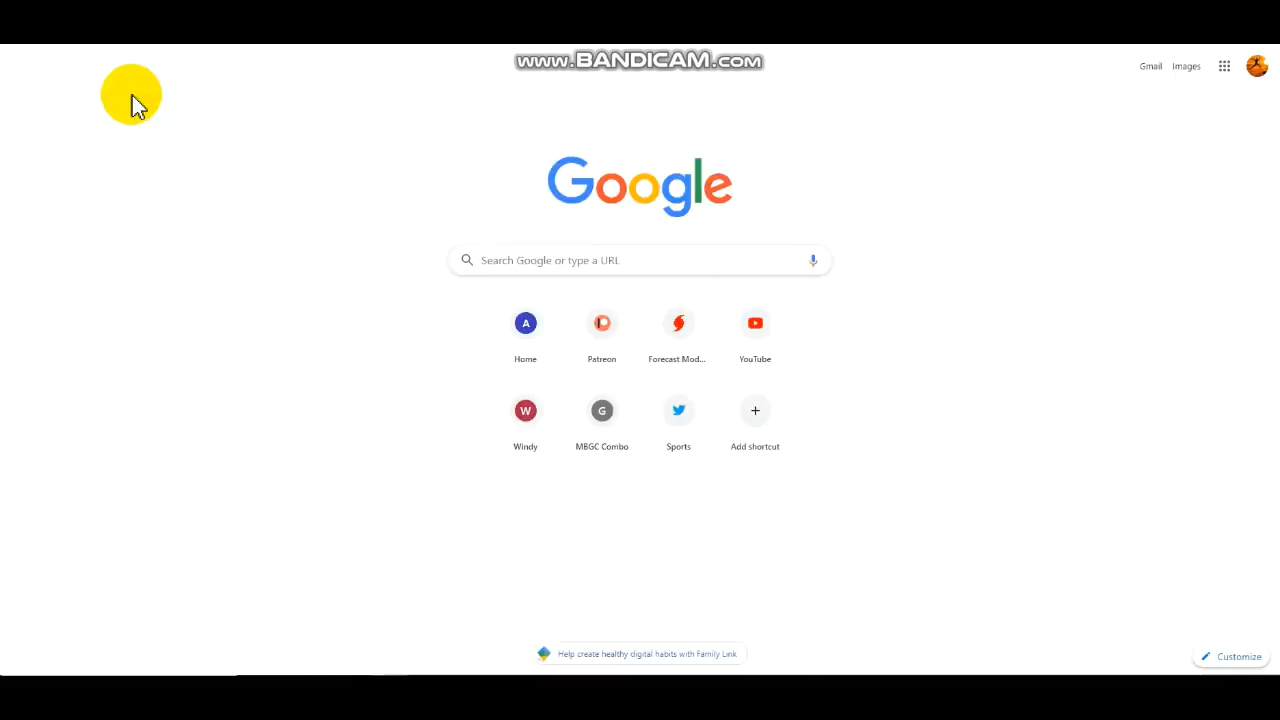 www.BANDICAM.com
Gmail Images
Google
Search Google or type a URL
A
Home
Patreon
Forecast Mod...
YouTube
W
Windy
G
MBGC Combo
Sports
Add shortcut
Help create healthy digital habits with Family Link
Customize